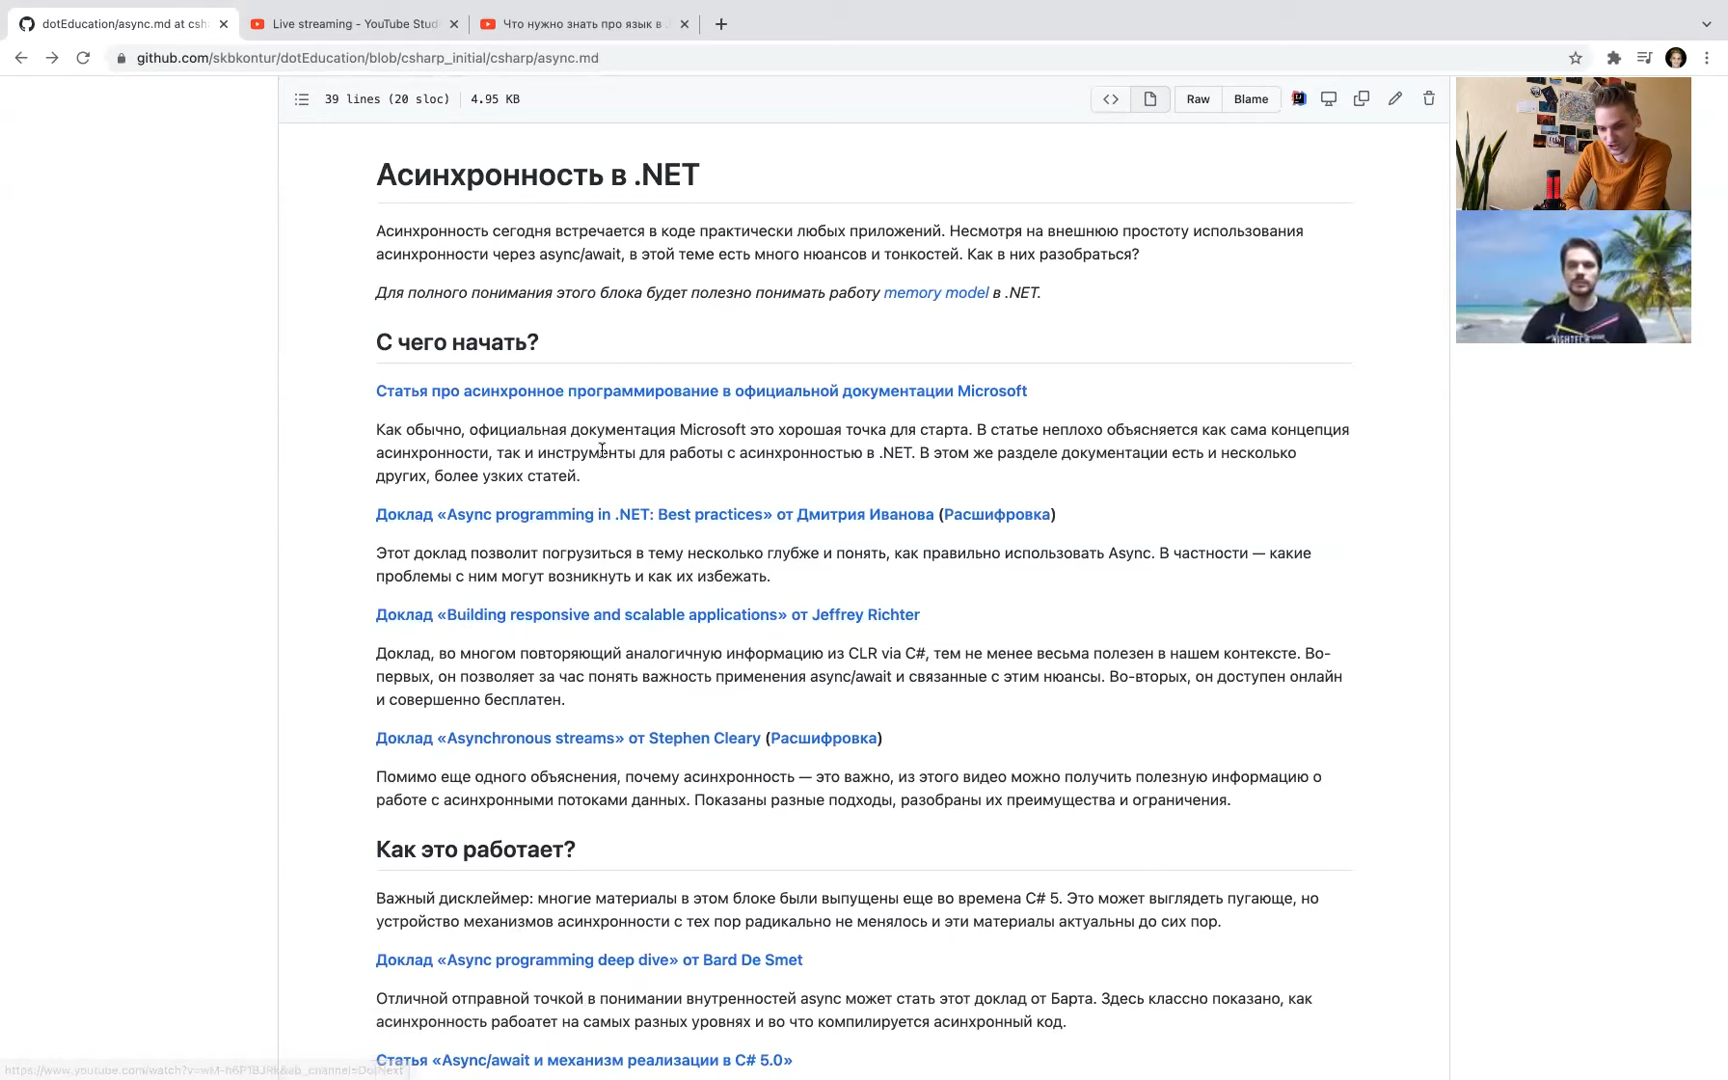 dotEducation/async.md at csh
Live streaming - YouTube Stud
Что нужно знать про язык в .
github.com/skbkontur/dotEducation/blob/csharp_initial/csharp/async.md
39 lines (20 sloc) 4.95 KB
Raw Blame
Асинхронность в .NET
Асинхронность сегодня встречается в коде практически любых приложений. Несмотря на внешнюю простоту использования
асинхронности через async/await, в этой теме есть много нюансов и тонкостей. Как в них разобраться?
Для полного понимания этого блока будет полезно понимать работу memory model в .NET.
С чего начать?
Статья про асинхронное программирование в официальной документации Microsoft
Как обычно, официальная документация Microsoft это хорошая точка для старта. В статье неплохо объясняется как сама концепция
асинхронности, так и инструменты для работы с асинхронностью в .NET. В этом же разделе документации есть и несколько
других, более узких статей.
Доклад «Async programming in .NET: Best practices» от Дмитрия Иванова (Расшифровка)
Этот доклад позволит погрузиться в тему несколько глубже и понять, как правильно использовать Async. В частности — какие
проблемы с ним могут возникнуть и как их избежать.
Доклад «Building responsive and scalable applications» от Jeffrey Richter
Доклад, во многом повторяющий аналогичную информацию из CLR via C#, тем не менее весьма полезен в нашем контексте. Во-
первых, он позволяет за час понять важность применения async/await и связанные с этим нюансы. Во-вторых, он доступен онлайн
и совершенно бесплатен.
Доклад «Asynchronous streams» от Stephen Cleary (Расшифровка)
Помимо еще одного объяснения, почему асинхронность — это важно, из этого видео можно получить полезную информацию о
работе с асинхронными потоками данных. Показаны разные подходы, разобраны их преимущества и ограничения.
Как это работает?
Важный дисклеймер: многие материалы в этом блоке были выпущены еще во времена C# 5. Это может выглядеть пугающе, но
устройство механизмов асинхронности с тех пор радикально не менялось и эти материалы актуальны до сих пор.
Доклад «Async programming deep dive» от Bard De Smet
Отличной отправной точкой в понимании внутренностей async может стать этот доклад от Барта. Здесь классно показано, как
асинхронность рабоатет на самых разных уровнях и во что компилируется асинхронный код.
Статья «Async/await и механизм реализации в C# 5.0»